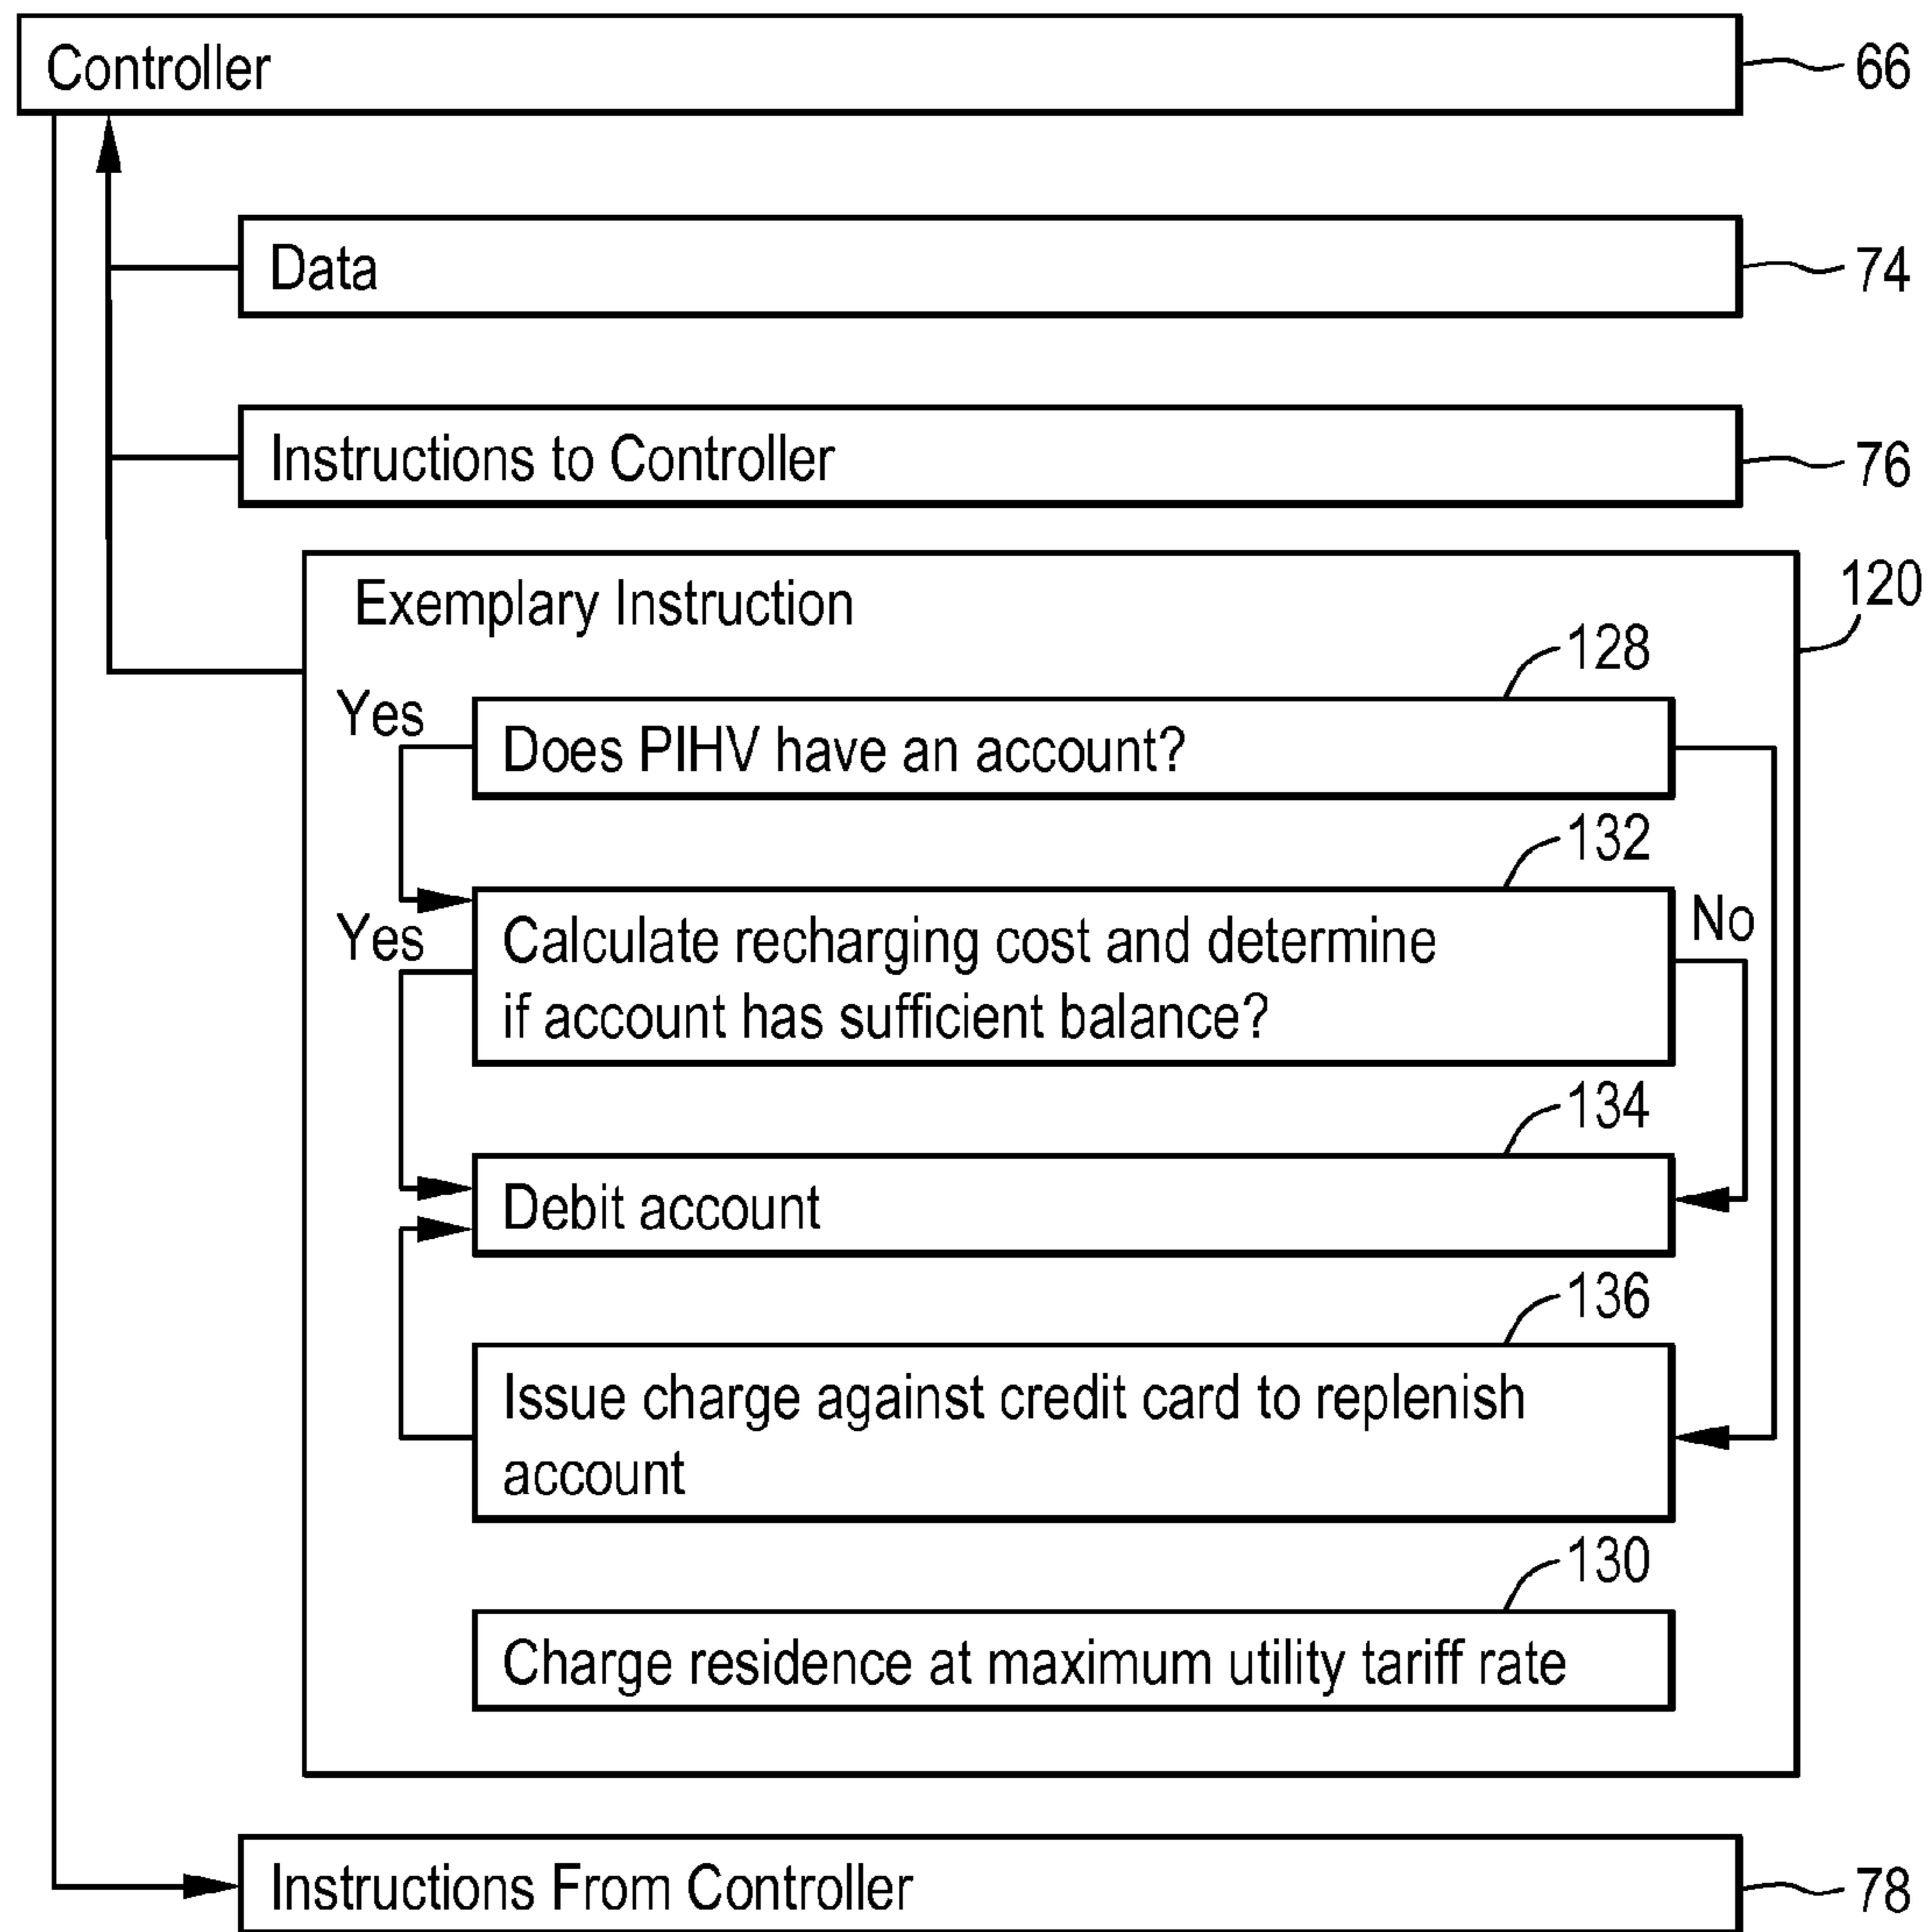 Controller
66
Data
74
Instructions to Controller
76
120
Exemplary Instruction
128
Yes
Does PIHV have an account?
132
Yes
Calculate recharging cost and determine
No
if account has sufficient balance?
134
Debit account
136
Issue charge against credit card to replenish
account
130
Charge residence at maximum utility tariff rate
Instructions From Controller
78